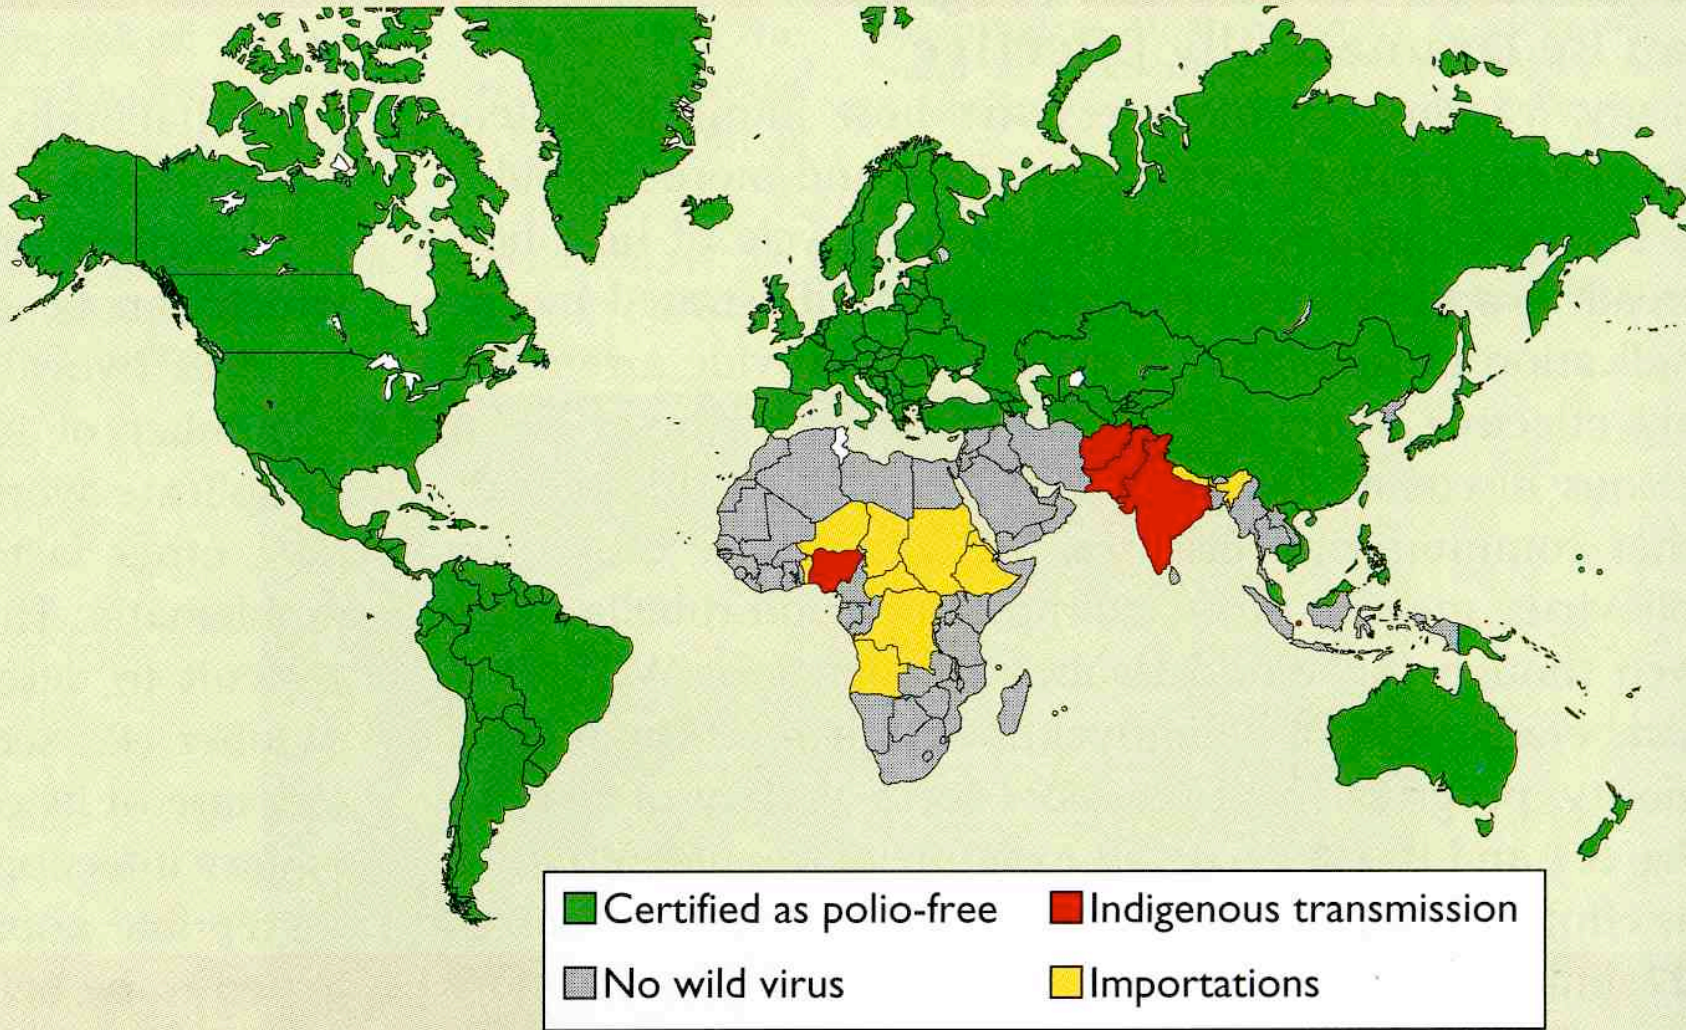 Certified as polio-free
Indigenous transmission
No wild virus
Importations